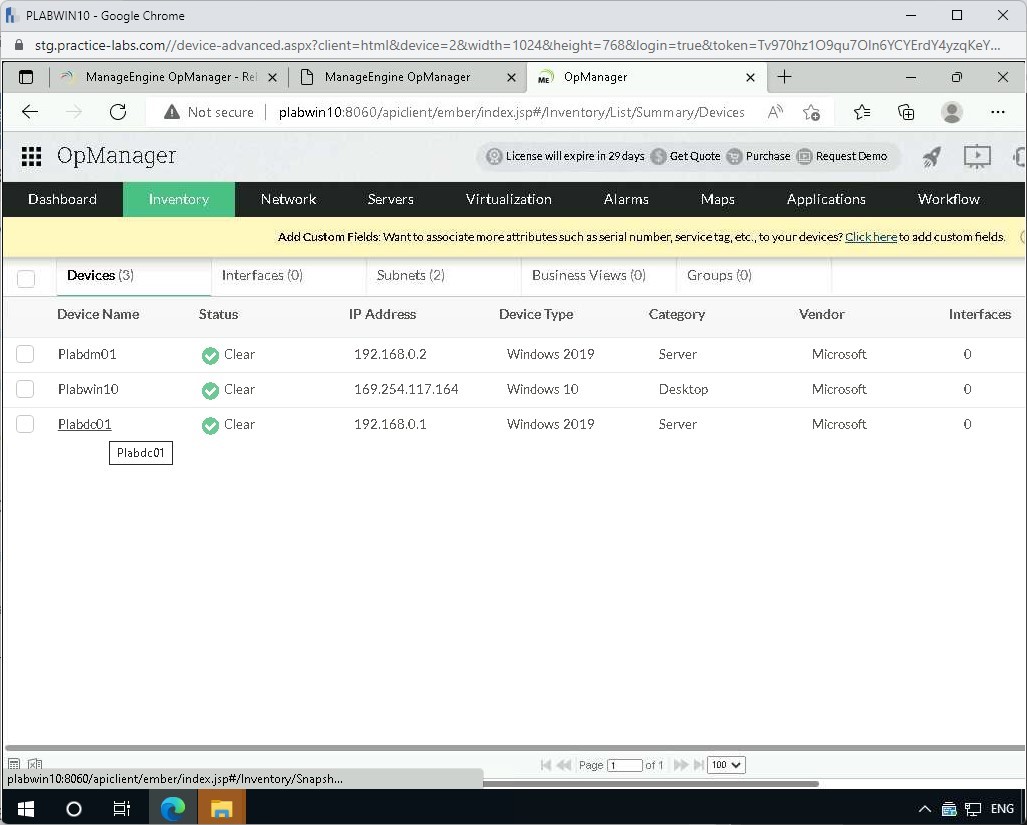 PLABWIN10 - Google Chrome
stg.practice-labs.com//device-advanced.aspx?client=html&device=2&width=1024&height=768&login=true&token=Tv970hz1O9qu7OIn6YCYErdY4yzqKeY...
ManageEngine OpManager - Rel
ManageEngine OpManager
ME OpManager
Not secure plabwin10:8060/apiclient/ember/index.jsp#/Inventory/List/Summary/Devices
OpManager License will expire in 29 days Get Quote Purchase Request Demo
Dashboard Inventory Network Servers Virtualization Alarms Maps Applications Workflow
Add Custom Fields: Want to associate more attributes such as serial number, service tag, etc., to your devices? Click here to add custom fields.
Devices (3) Interfaces (0) Subnets (2) Business Views (0) Groups (0)
Device Name Status IP Address Device Type Category Vendor Interfaces
Plabdm01 Clear 192.168.0.2 Windows 2019 Server Microsoft 0
Plabwin10 Clear 169.254.117.164 Windows 10 Desktop Microsoft 0
Plabdc01 Clear 192.168.0.1 Windows 2019 Server Microsoft 0
Plabdc01
Page 1 of 1 100
plabwin10:8060/apiclient/ember/index.jsp#/Inventory/Snapsh...
ENG